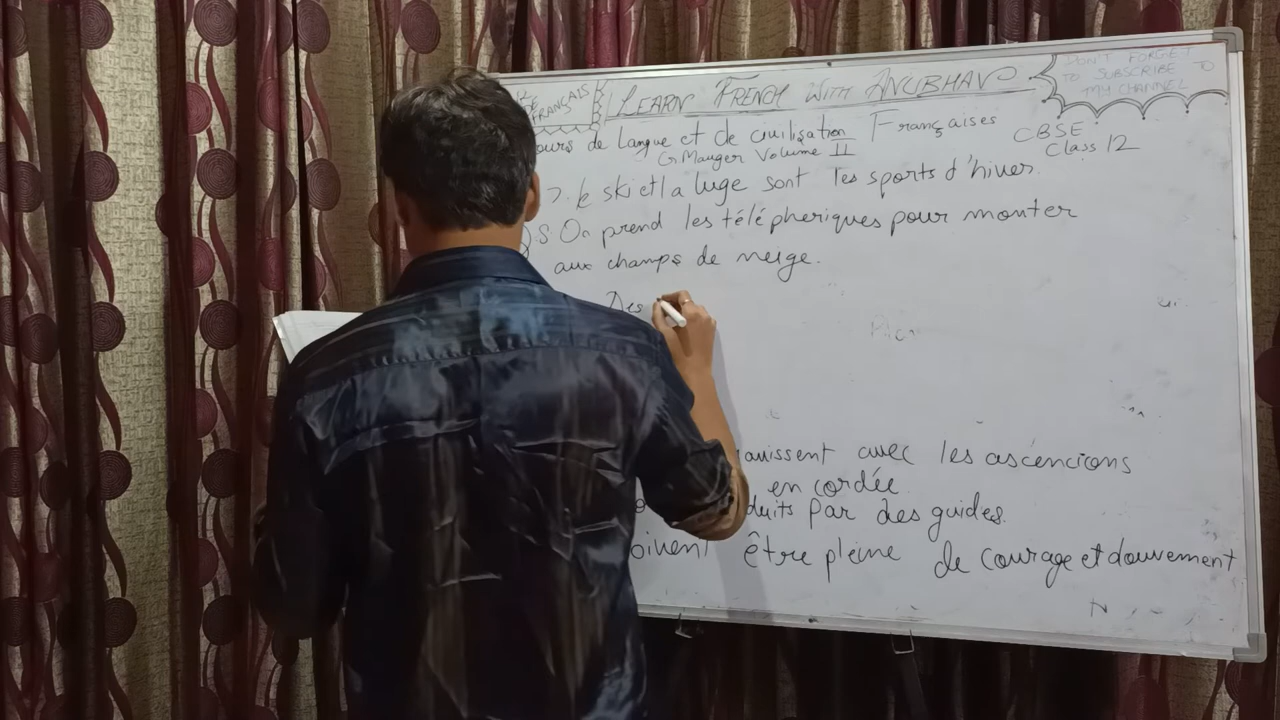 FRANÇAIS
LEARN FRENCH WITH ANUBHAV
DON'T FORGET
TO SUBSCRIBE TO
MY CHANNEL
ours de langue et de civilisation Françaises
G Mauger Volume II
CBSE
Class 12
7. le ski et la luge sont les sports d'hiver.
8 On prend les téléphériques pour monter
aux champs de neige.
Des
avec les ascencions
en cordée.
duits par des guides.
oivent être pleine de courage et douvement